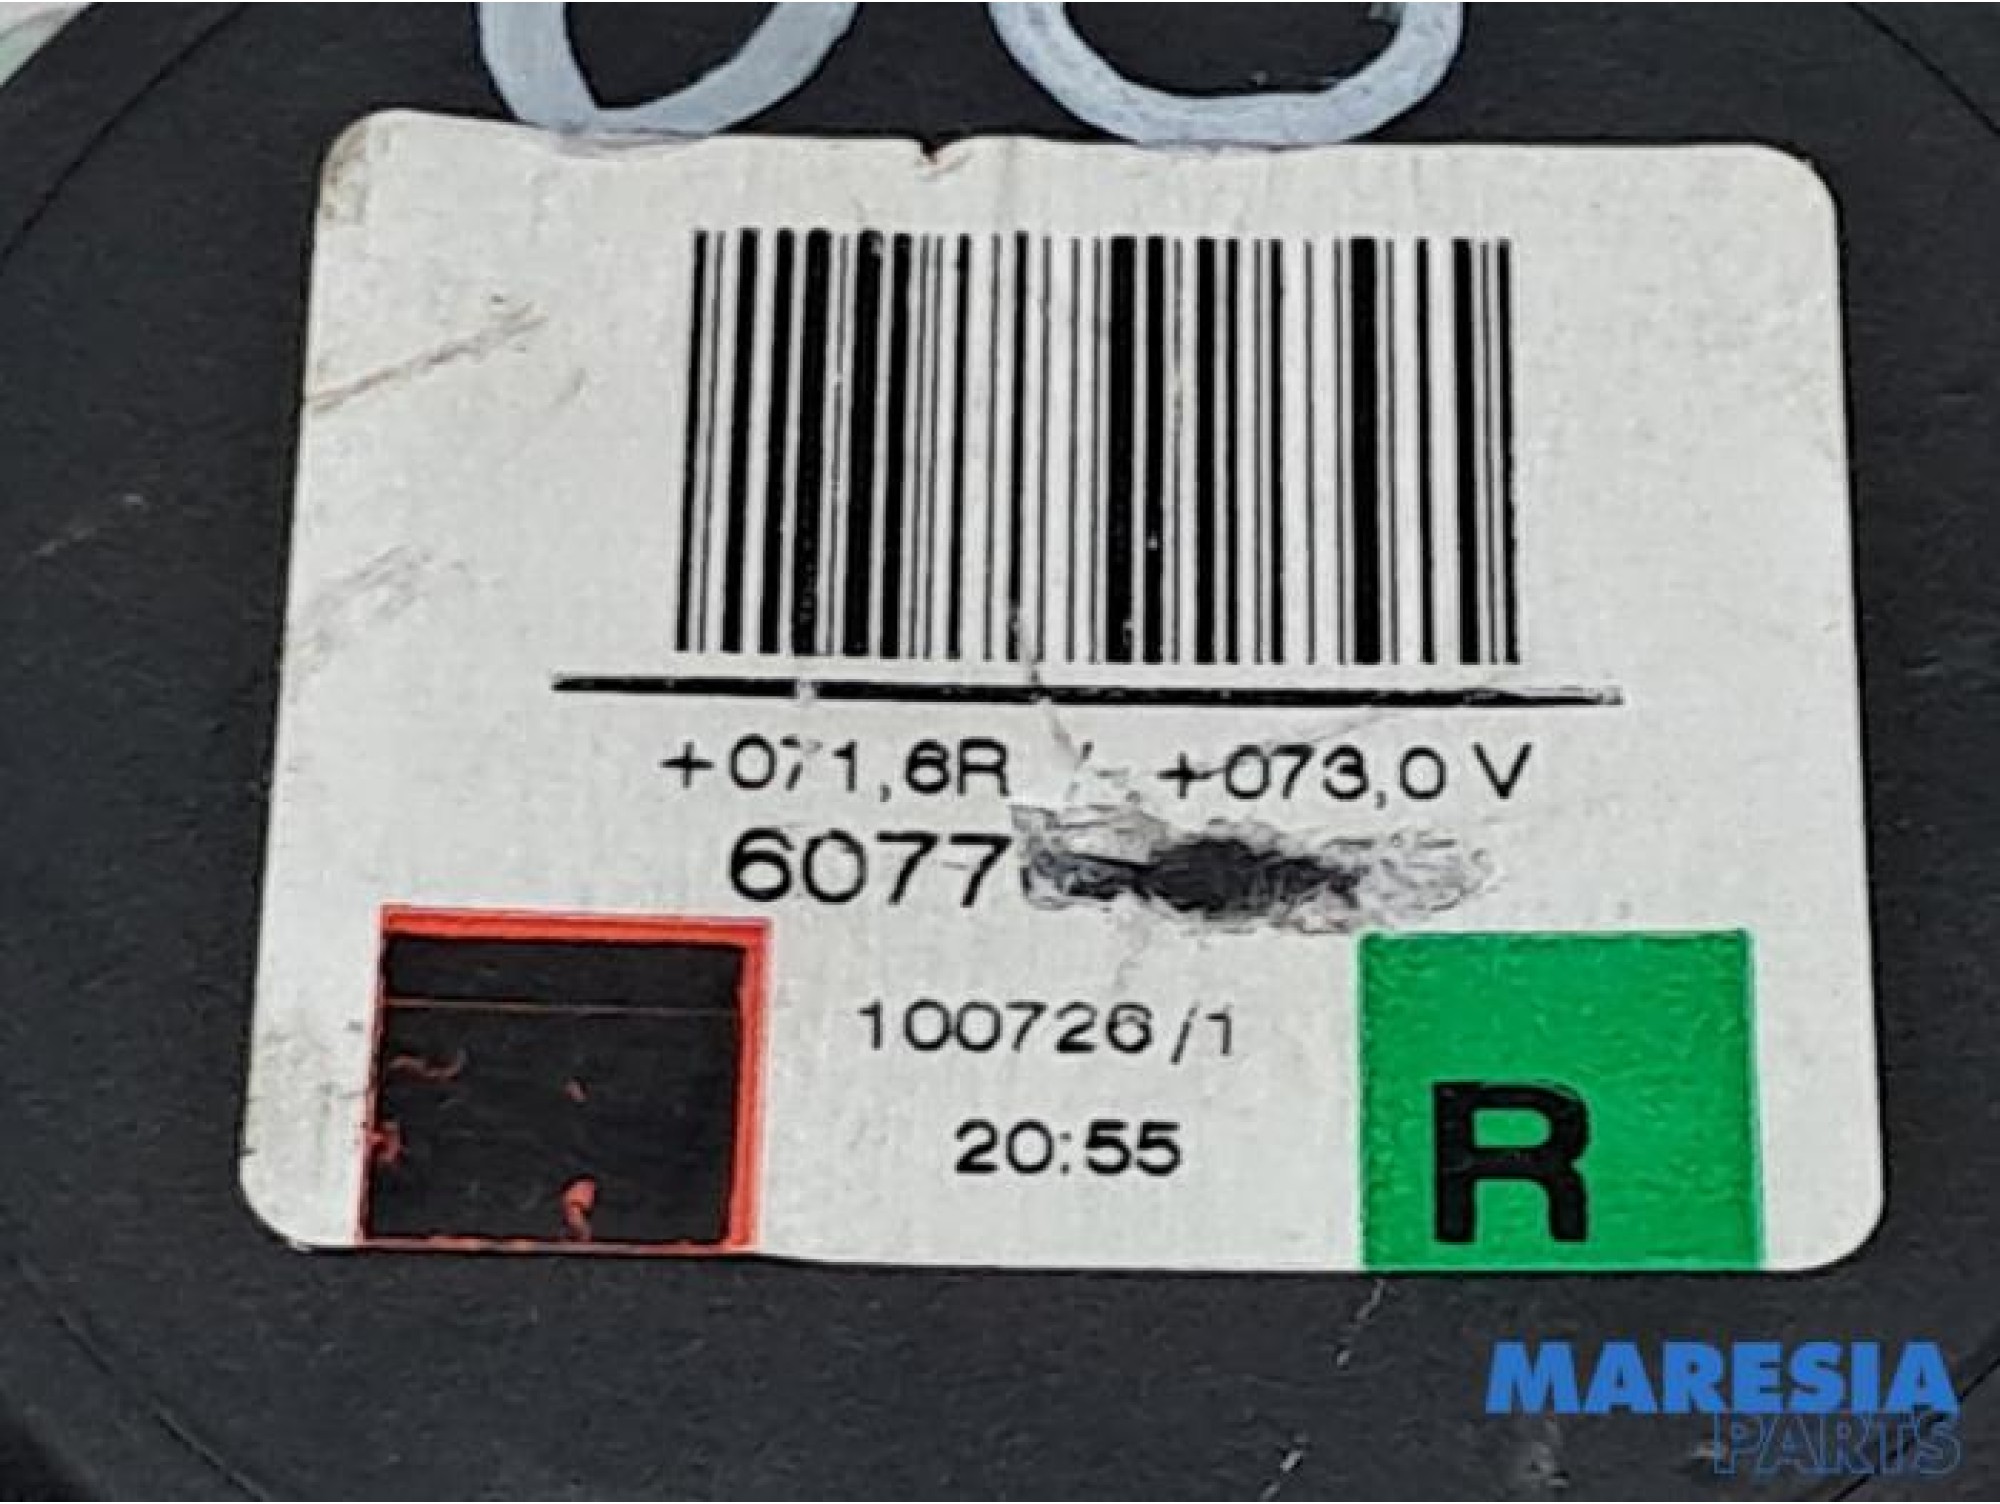 +071,6R / +073,0 V
6077
100726/1
20:55
R
MARESIA
PARTS